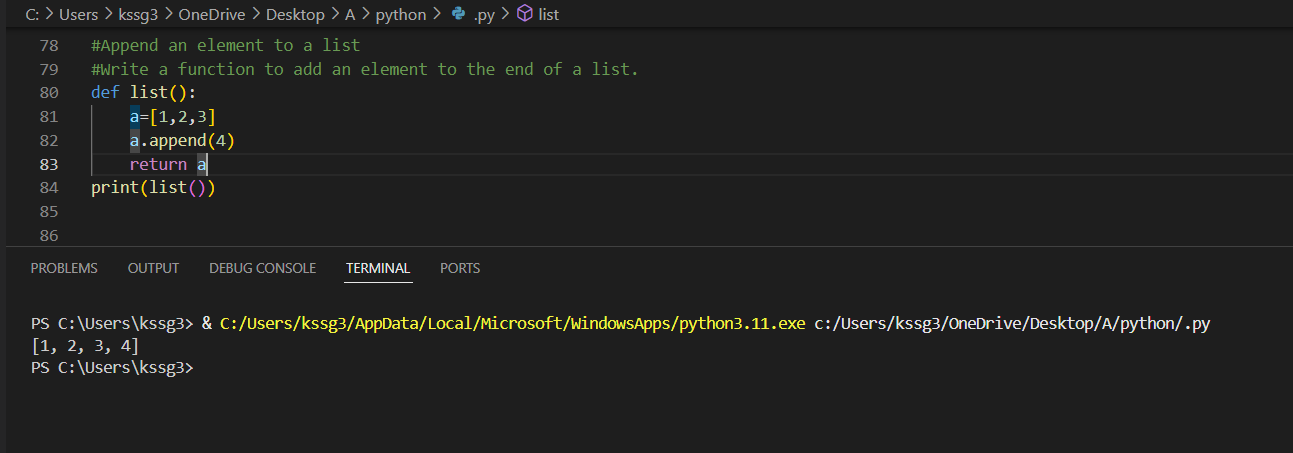 C: > Users > kssg3 > OneDrive > Desktop > A > python > .py > list
78 #Append an element to a list
79 #Write a function to add an element to the end of a list.
80 def list():
81     a=[1,2,3]
82     a.append(4)
83     return a
84 print(list())
85
86
PROBLEMS OUTPUT DEBUG CONSOLE TERMINAL PORTS
PS C:\Users\kssg3> & C:/Users/kssg3/AppData/Local/Microsoft/WindowsApps/python3.11.exe c:/Users/kssg3/OneDrive/Desktop/A/python/.py
[1, 2, 3, 4]
PS C:\Users\kssg3>